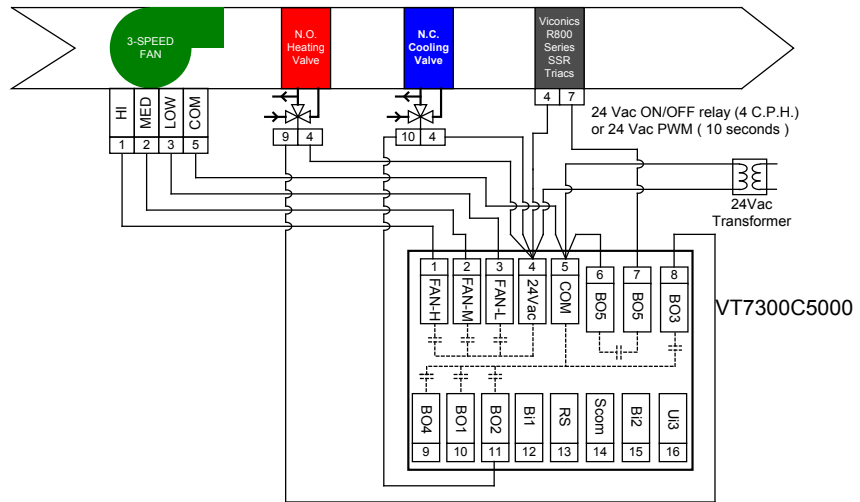 3-SPEED
FAN
N.O.
Heating
Valve
N.C.
Cooling
Valve
Viconics
R800
Series
SSR
Triacs
HI
MED
LOW
COM
1
2
3
5
9
4
10
4
4
7
24 Vac ON/OFF relay (4 C.P.H.)
or 24 Vac PWM ( 10 seconds )
24Vac
Transformer
1
2
3
4
5
6
7
8
FAN-H
FAN-M
FAN-L
24Vac
COM
BO5
BO5
BO3
VT7300C5000
BO4
BO1
BO2
Bi1
RS
Scom
Bi2
Ui3
9
10
11
12
13
14
15
16